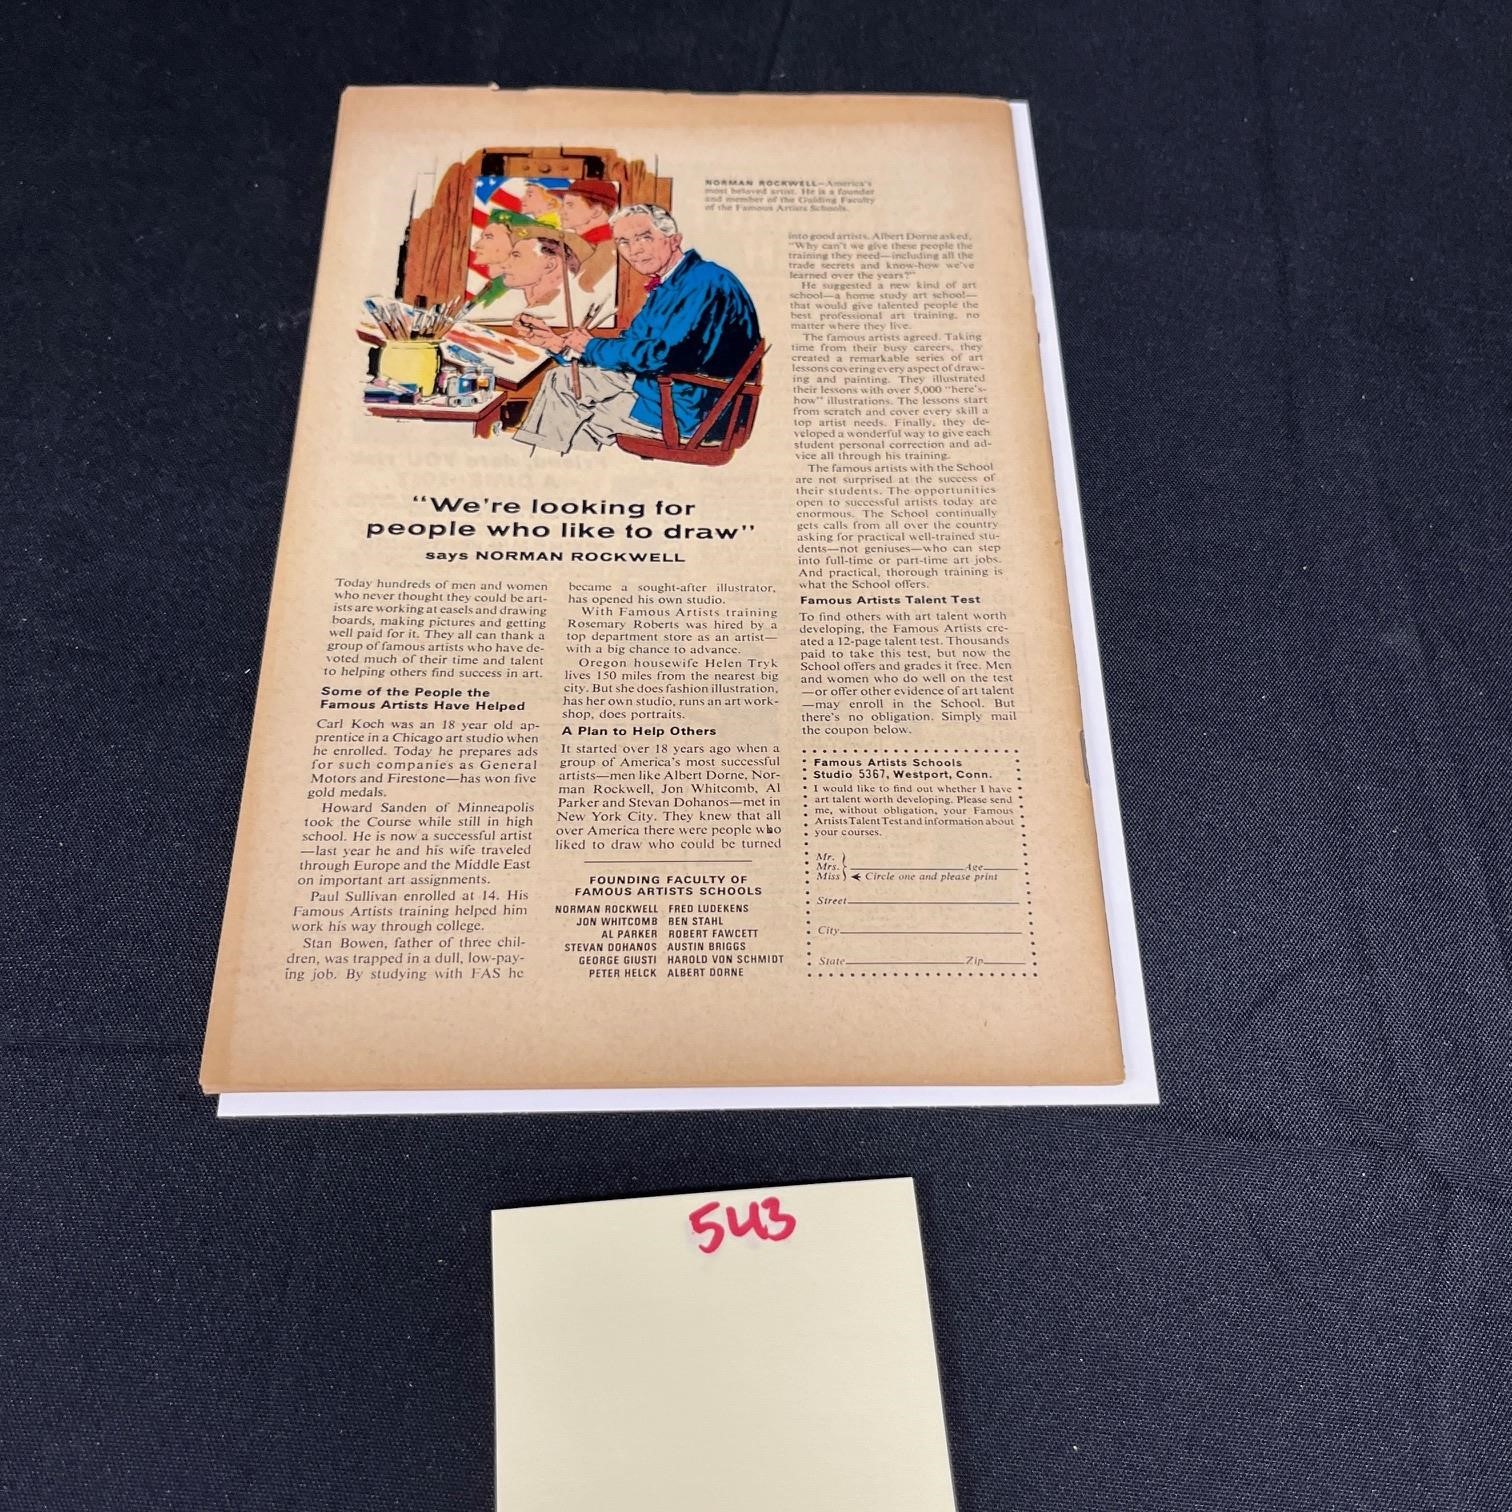 NORMAN ROCKWELL—America's
most beloved artist. He is a founder
and member of the Guiding Faculty
of the Famous Artists Schools.
"We're looking for
people who like to draw"
says NORMAN ROCKWELL
Today hundreds of men and women
who never thought they could be art-
ists are working at easels and drawing
boards, making pictures and getting
well paid for it. They all can thank a
group of famous artists who have de-
voted much of their time and talent
to helping others find success in art.
Some of the People the
Famous Artists Have Helped
Carl Koch was an 18 year old ap-
prentice in a Chicago art studio when
he enrolled. Today he prepares ads
for such companies as General
Motors and Firestone—has won five
gold medals.
Howard Sanden of Minneapolis
took the Course while still in high
school. He is now a successful artist
—last year he and his wife traveled
through Europe and the Middle East
on important art assignments.
Paul Sullivan enrolled at 14. His
Famous Artists training helped him
work his way through college.
Stan Bowen, father of three chil-
dren, was trapped in a dull, low-pay-
ing job. By studying with FAS he
became a sought-after illustrator,
has opened his own studio.
With Famous Artists training
Rosemary Roberts was hired by a
top department store as an artist—
with a big chance to advance.
Oregon housewife Helen Tryk
lives 150 miles from the nearest big
city. But she does fashion illustration,
has her own studio, runs an art work-
shop, does portraits.
A Plan to Help Others
It started over 18 years ago when a
group of America's most successful
artists—men like Albert Dorne, Nor-
man Rockwell, Jon Whitcomb, Al
Parker and Stevan Dohanos—met in
New York City. They knew that all
over America there were people who
liked to draw who could be turned
FOUNDING FACULTY OF
FAMOUS ARTISTS SCHOOLS
NORMAN ROCKWELL FRED LUDEKENS
JON WHITCOMB BEN STAHL
AL PARKER ROBERT FAWCETT
STEVAN DOHANOS AUSTIN BRIGGS
GEORGE GIUSTI HAROLD VON SCHMIDT
PETER HELCK ALBERT DORNE
into good artists. Albert Dorne asked,
"Why can't we give these people the
training they need—including all the
trade secrets and know-how we've
learned over the years?"
He suggested a new kind of art
school—a home study art school—
that would give talented people the
best professional art training, no
matter where they live.
The famous artists agreed. Taking
time from their busy careers, they
created a remarkable series of art
lessons covering every aspect of draw-
ing and painting. They illustrated
their lessons with over 5,000 "here's-
how" illustrations. The lessons start
from scratch and cover every skill a
top artist needs. Finally, they de-
veloped a wonderful way to give each
student personal correction and ad-
vice all through his training.
The famous artists with the School
are not surprised at the success of
their students. The opportunities
open to successful artists today are
enormous. The School continually
gets calls from all over the country
asking for practical well-trained stu-
dents—not geniuses—who can step
into full-time or part-time art jobs.
And practical, thorough training is
what the School offers.
Famous Artists Talent Test
To find others with art talent worth
developing, the Famous Artists cre-
ated a 12-page talent test. Thousands
paid to take this test, but now the
School offers and grades it free. Men
and women who do well on the test
—or offer other evidence of art talent
—may enroll in the School. But
there's no obligation. Simply mail
the coupon below.
Famous Artists Schools
Studio 5367, Westport, Conn.
I would like to find out whether I have
art talent worth developing. Please send
me, without obligation, your Famous
Artists Talent Test and information about
your courses.
Mr.
Mrs. Age
Miss Circle one and please print
Street
City
State Zip
543